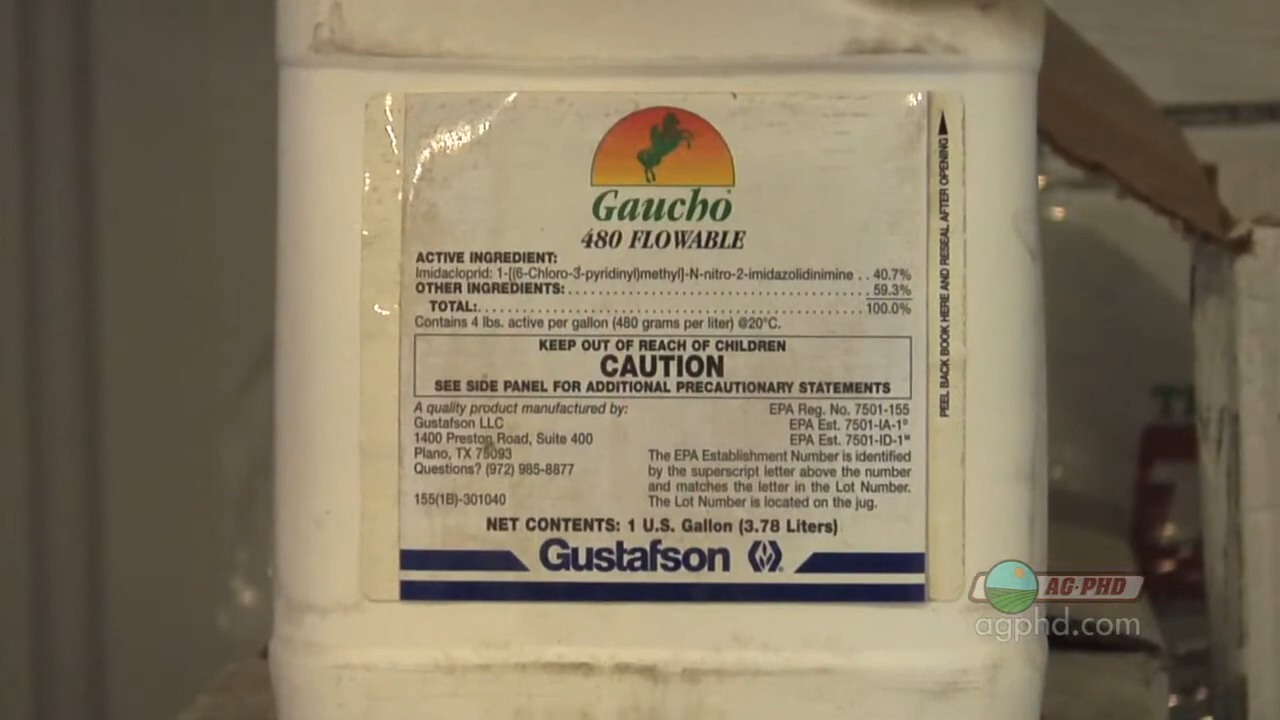 Gaucho®
480 FLOWABLE
ACTIVE INGREDIENT:
Imidacloprid: 1-[(6-Chloro-3-pyridinyl)methyl]-N-nitro-2-imidazolidinimine . . 40.7%
OTHER INGREDIENTS: . . . . . . . . . . . . . . . . . . . . . . . . . . . . . . . . . . 59.3%
TOTAL: . . . . . . . . . . . . . . . . . . . . . . . . . . . . . . . . . . . . . . . . . . . . 100.0%
Contains 4 lbs. active per gallon (480 grams per liter) @20°C.
KEEP OUT OF REACH OF CHILDREN
CAUTION
SEE SIDE PANEL FOR ADDITIONAL PRECAUTIONARY STATEMENTS
A quality product manufactured by:
Gustafson LLC
1400 Preston Road, Suite 400
Plano, TX 75093
Questions? (972) 985-8877
155(1B)-301040
EPA Reg. No. 7501-155
EPA Est. 7501-IA-1ᴾ
EPA Est. 7501-ID-1ᴹ
The EPA Establishment Number is identified
by the superscript letter above the number
and matches the letter in the Lot Number.
The Lot Number is located on the jug.
NET CONTENTS: 1 U.S. Gallon (3.78 Liters)
Gustafson
PEEL BACK BOOK HERE AND RESEAL AFTER OPENING
AG·PHD
agphd.com